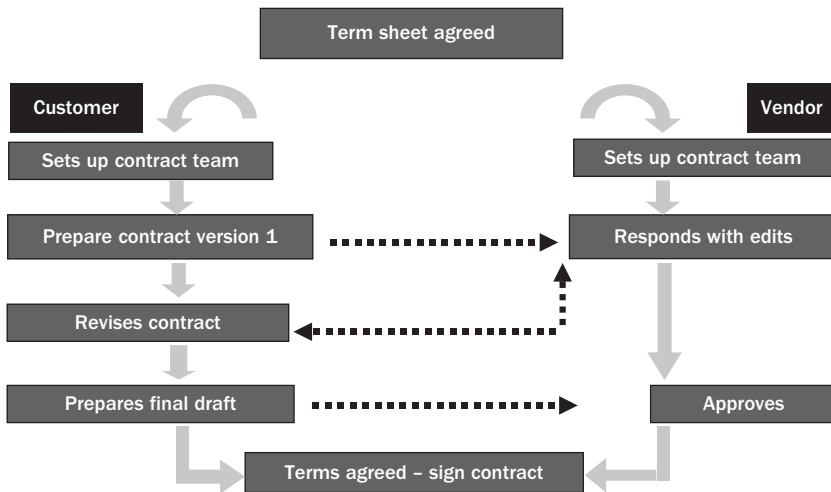 Term sheet agreed
Customer
Vendor
Sets up contract team
Sets up contract team
Prepare contract version 1
Responds with edits
Revises contract
Prepares final draft
Approves
Terms agreed – sign contract